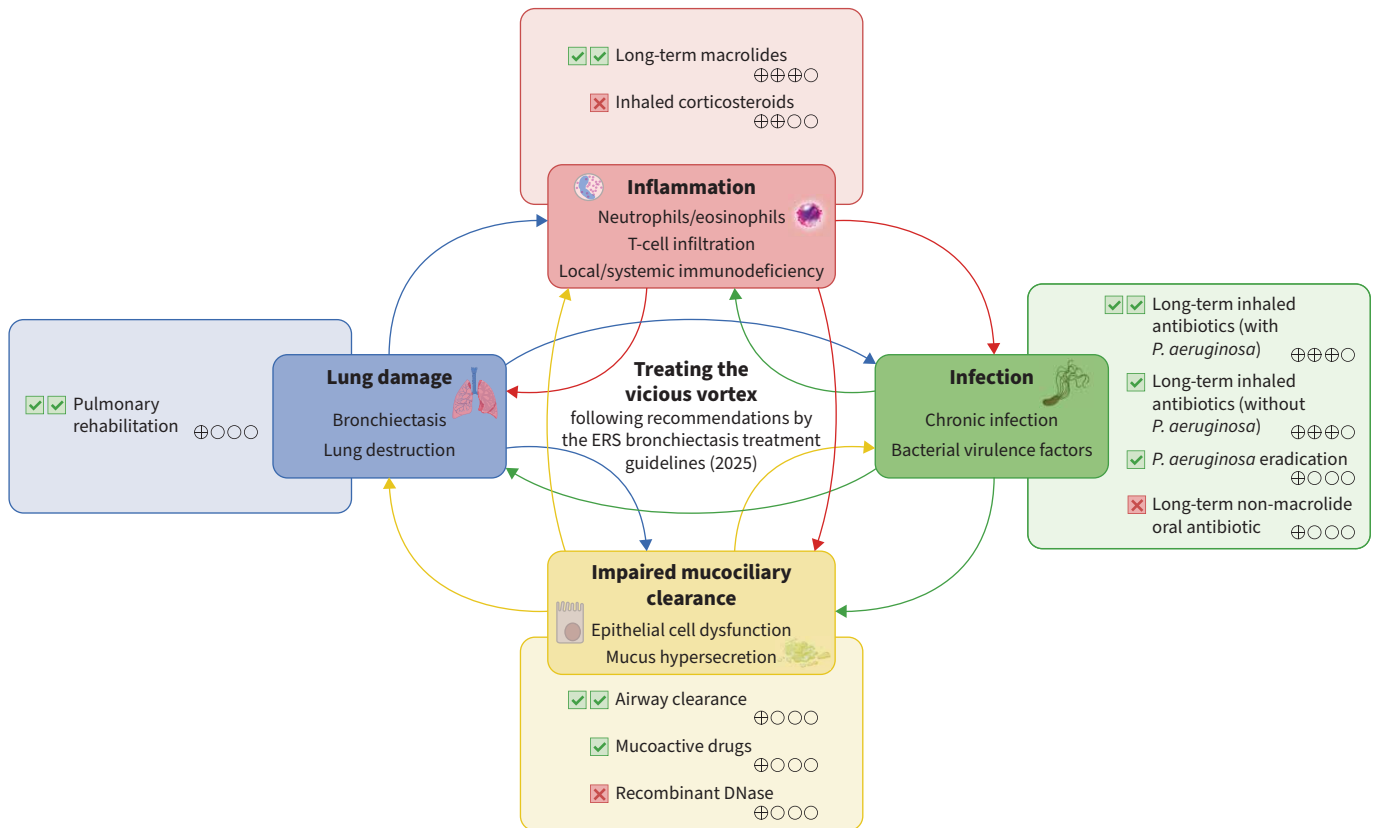 Long-term macrolides
Inhaled corticosteroids
Inflammation
Neutrophils/eosinophils
T-cell infiltration
Local/systemic immunodeficiency
Pulmonary
rehabilitation
Lung damage
Bronchiectasis
Lung destruction
Treating the
vicious vortex
following recommendations by
the ERS bronchiectasis treatment
guidelines (2025)
Infection
Chronic infection
Bacterial virulence factors
Long-term inhaled
antibiotics (with
P. aeruginosa)
Long-term inhaled
antibiotics (without
P. aeruginosa)
P. aeruginosa eradication
Long-term non-macrolide
oral antibiotic
Impaired mucociliary
clearance
Epithelial cell dysfunction
Mucus hypersecretion
Airway clearance
Mucoactive drugs
Recombinant DNase